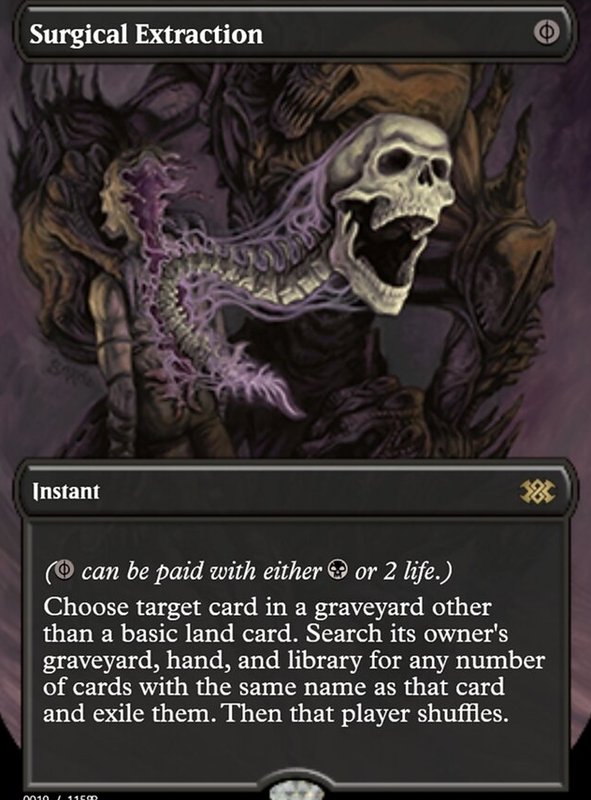 Surgical Extraction
Instant
( can be paid with either or 2 life.)
Choose target card in a graveyard other
than a basic land card. Search its owner's
graveyard, hand, and library for any number
of cards with the same name as that card
and exile them. Then that player shuffles.